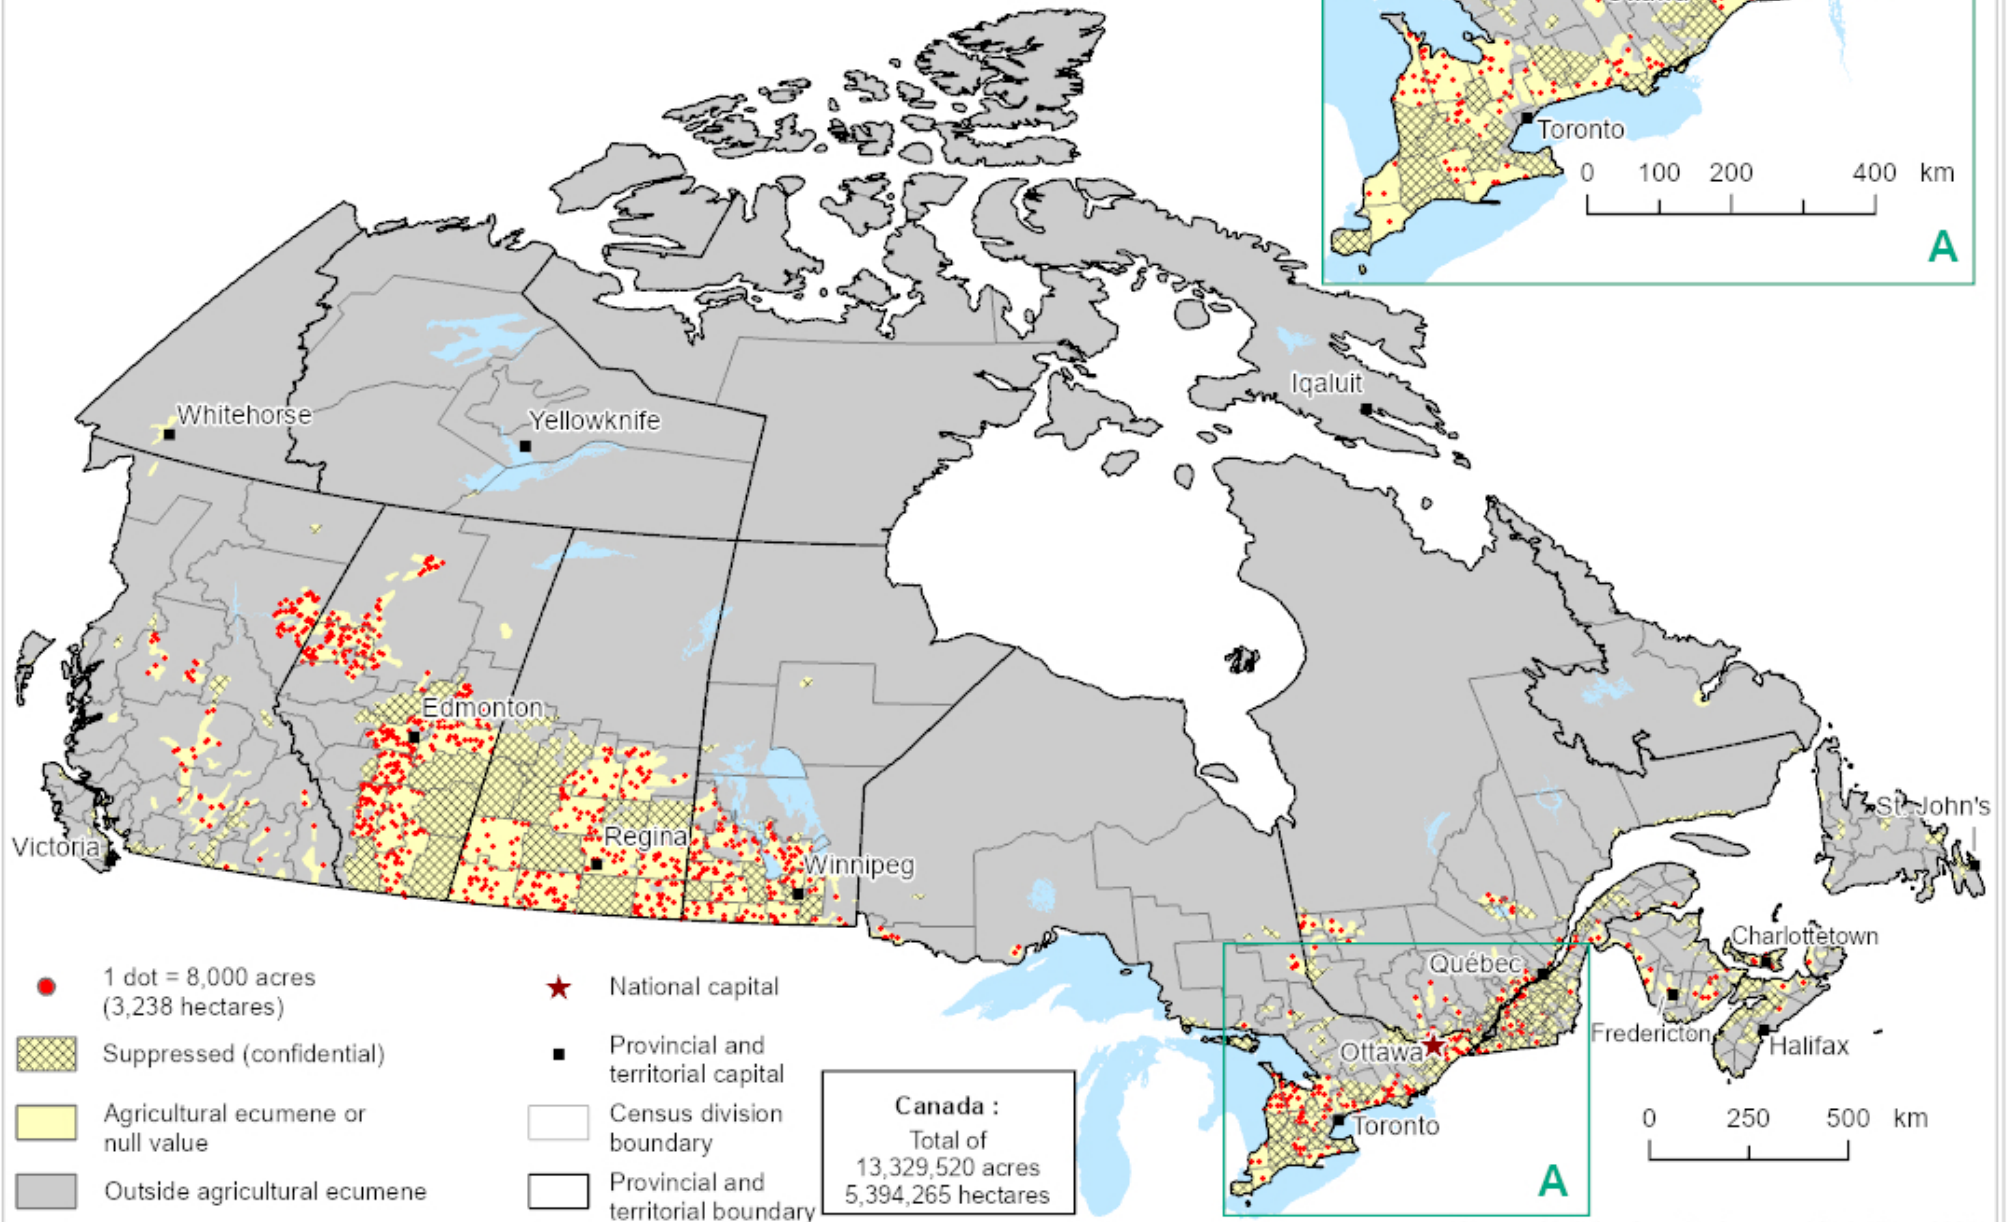 Toronto
0 100 200 400 km
A
Iqaluit
Whitehorse
Yellowknife
Edmonton
St. John's
Regina
Victoria
Winnipeg
Charlottetown
Québec
Fredericton
Ottawa
Halifax
Toronto
0 250 500 km
A
1 dot = 8,000 acres
(3,238 hectares)
Suppressed (confidential)
Agricultural ecumene or
null value
Outside agricultural ecumene
National capital
Provincial and
territorial capital
Census division
boundary
Provincial and
territorial boundary
Canada :
Total of
13,329,520 acres
5,394,265 hectares